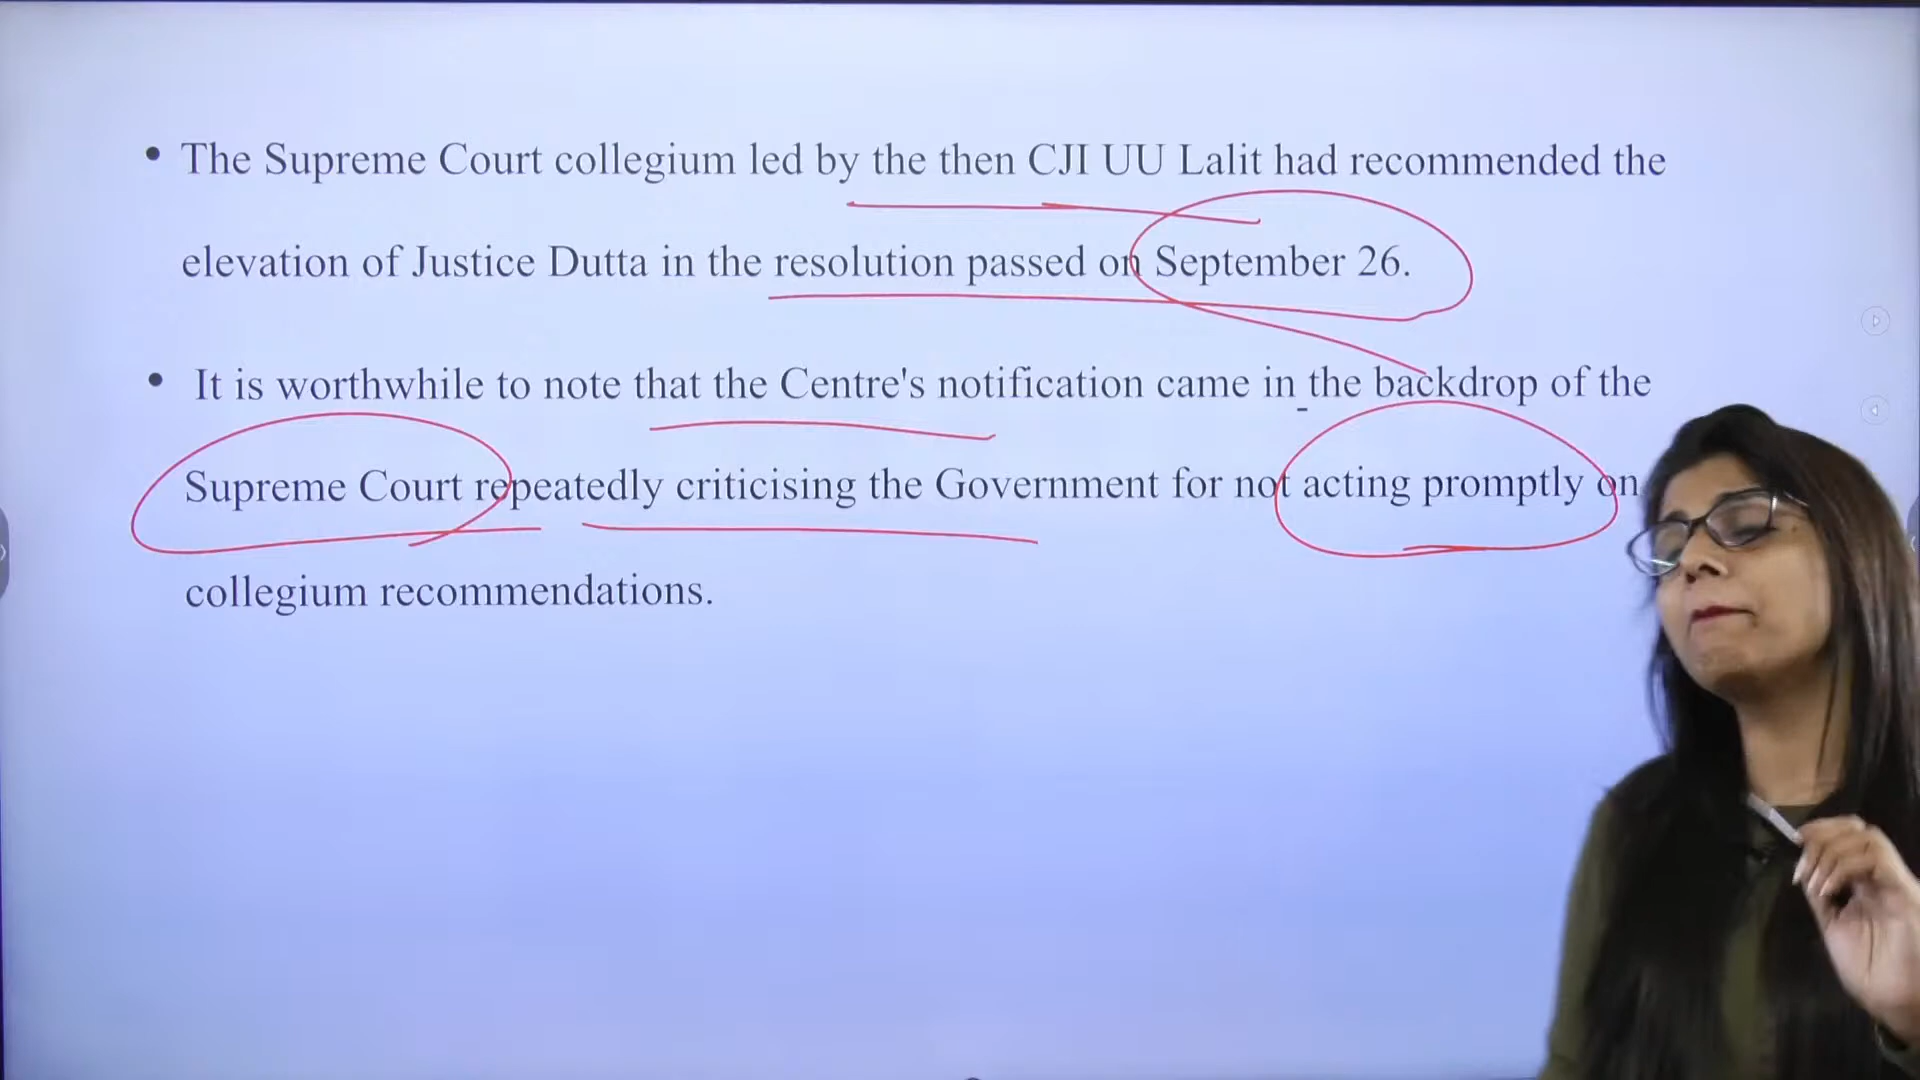 • The Supreme Court collegium led by the then CJI UU Lalit had recommended the
elevation of Justice Dutta in the resolution passed on September 26.
• It is worthwhile to note that the Centre's notification came in the backdrop of the
Supreme Court repeatedly criticising the Government for not acting promptly on
collegium recommendations.